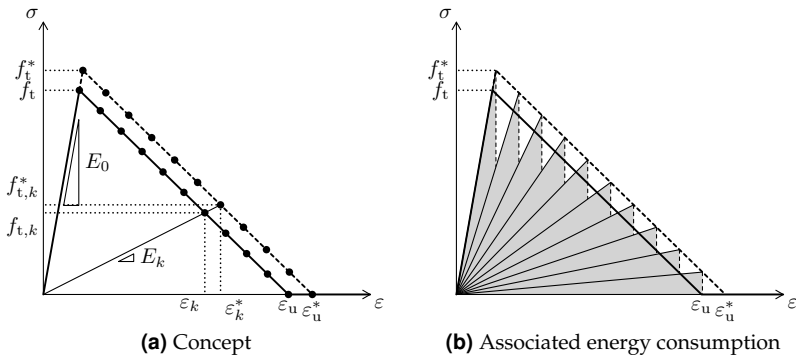 σ
f*ₜ
fₜ
E₀
f*ₜ,ₖ
fₜ,ₖ
Eₖ
εₖ
ε*ₖ
εᵤ
ε*ᵤ
ε
(a) Concept
σ
f*ₜ
fₜ
εᵤ
ε*ᵤ
ε
(b) Associated energy consumption